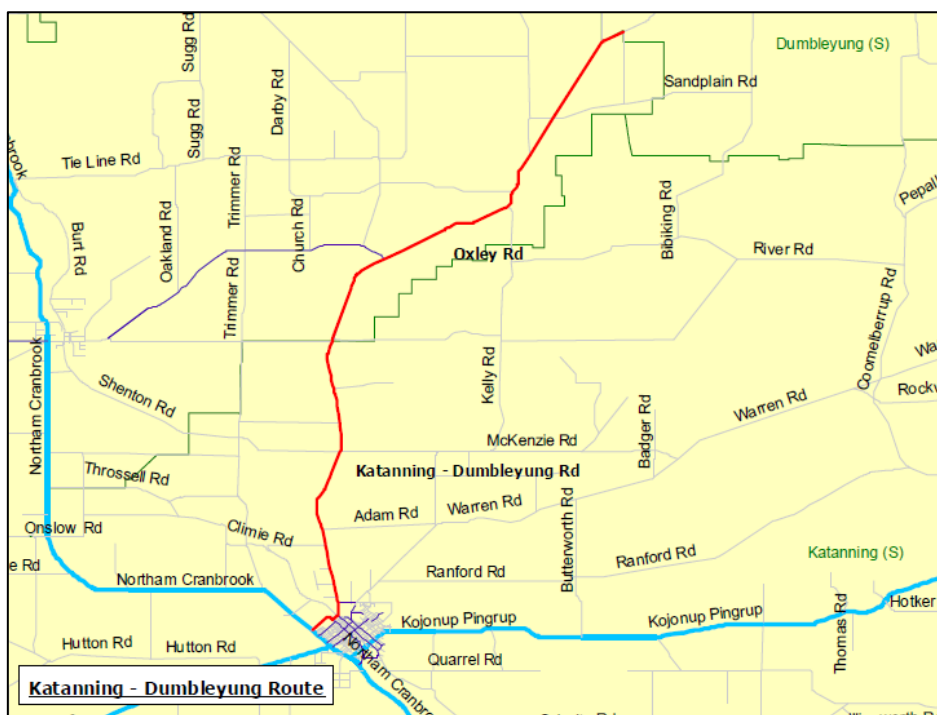 Sugg Rd
Dumbleyung (S)
Sandplain Rd
Darby Rd
Sugg Rd
Tie Line Rd
Trimmer Rd
Oakland Rd
Church Rd
Burt Rd
Bibiking Rd
Oxley Rd
River Rd
Trimmer Rd
Coomelberrup Rd
Northam Cranbrook
Shenton Rd
Kelly Rd
Warren Rd
Badger Rd
McKenzie Rd
Katanning - Dumbleyung Rd
Throssell Rd
Adam Rd
Warren Rd
Onslow Rd
Climie Rd
Butterworth Rd
Ranford Rd
Katanning (S)
Northam Cranbrook
Ranford Rd
Kojonup Pingrup
Kojonup Pingrup
Thomas Rd
Hotker
Hutton Rd
Hutton Rd
Northam Cranbrook
Quarrel Rd
Katanning - Dumbleyung Route